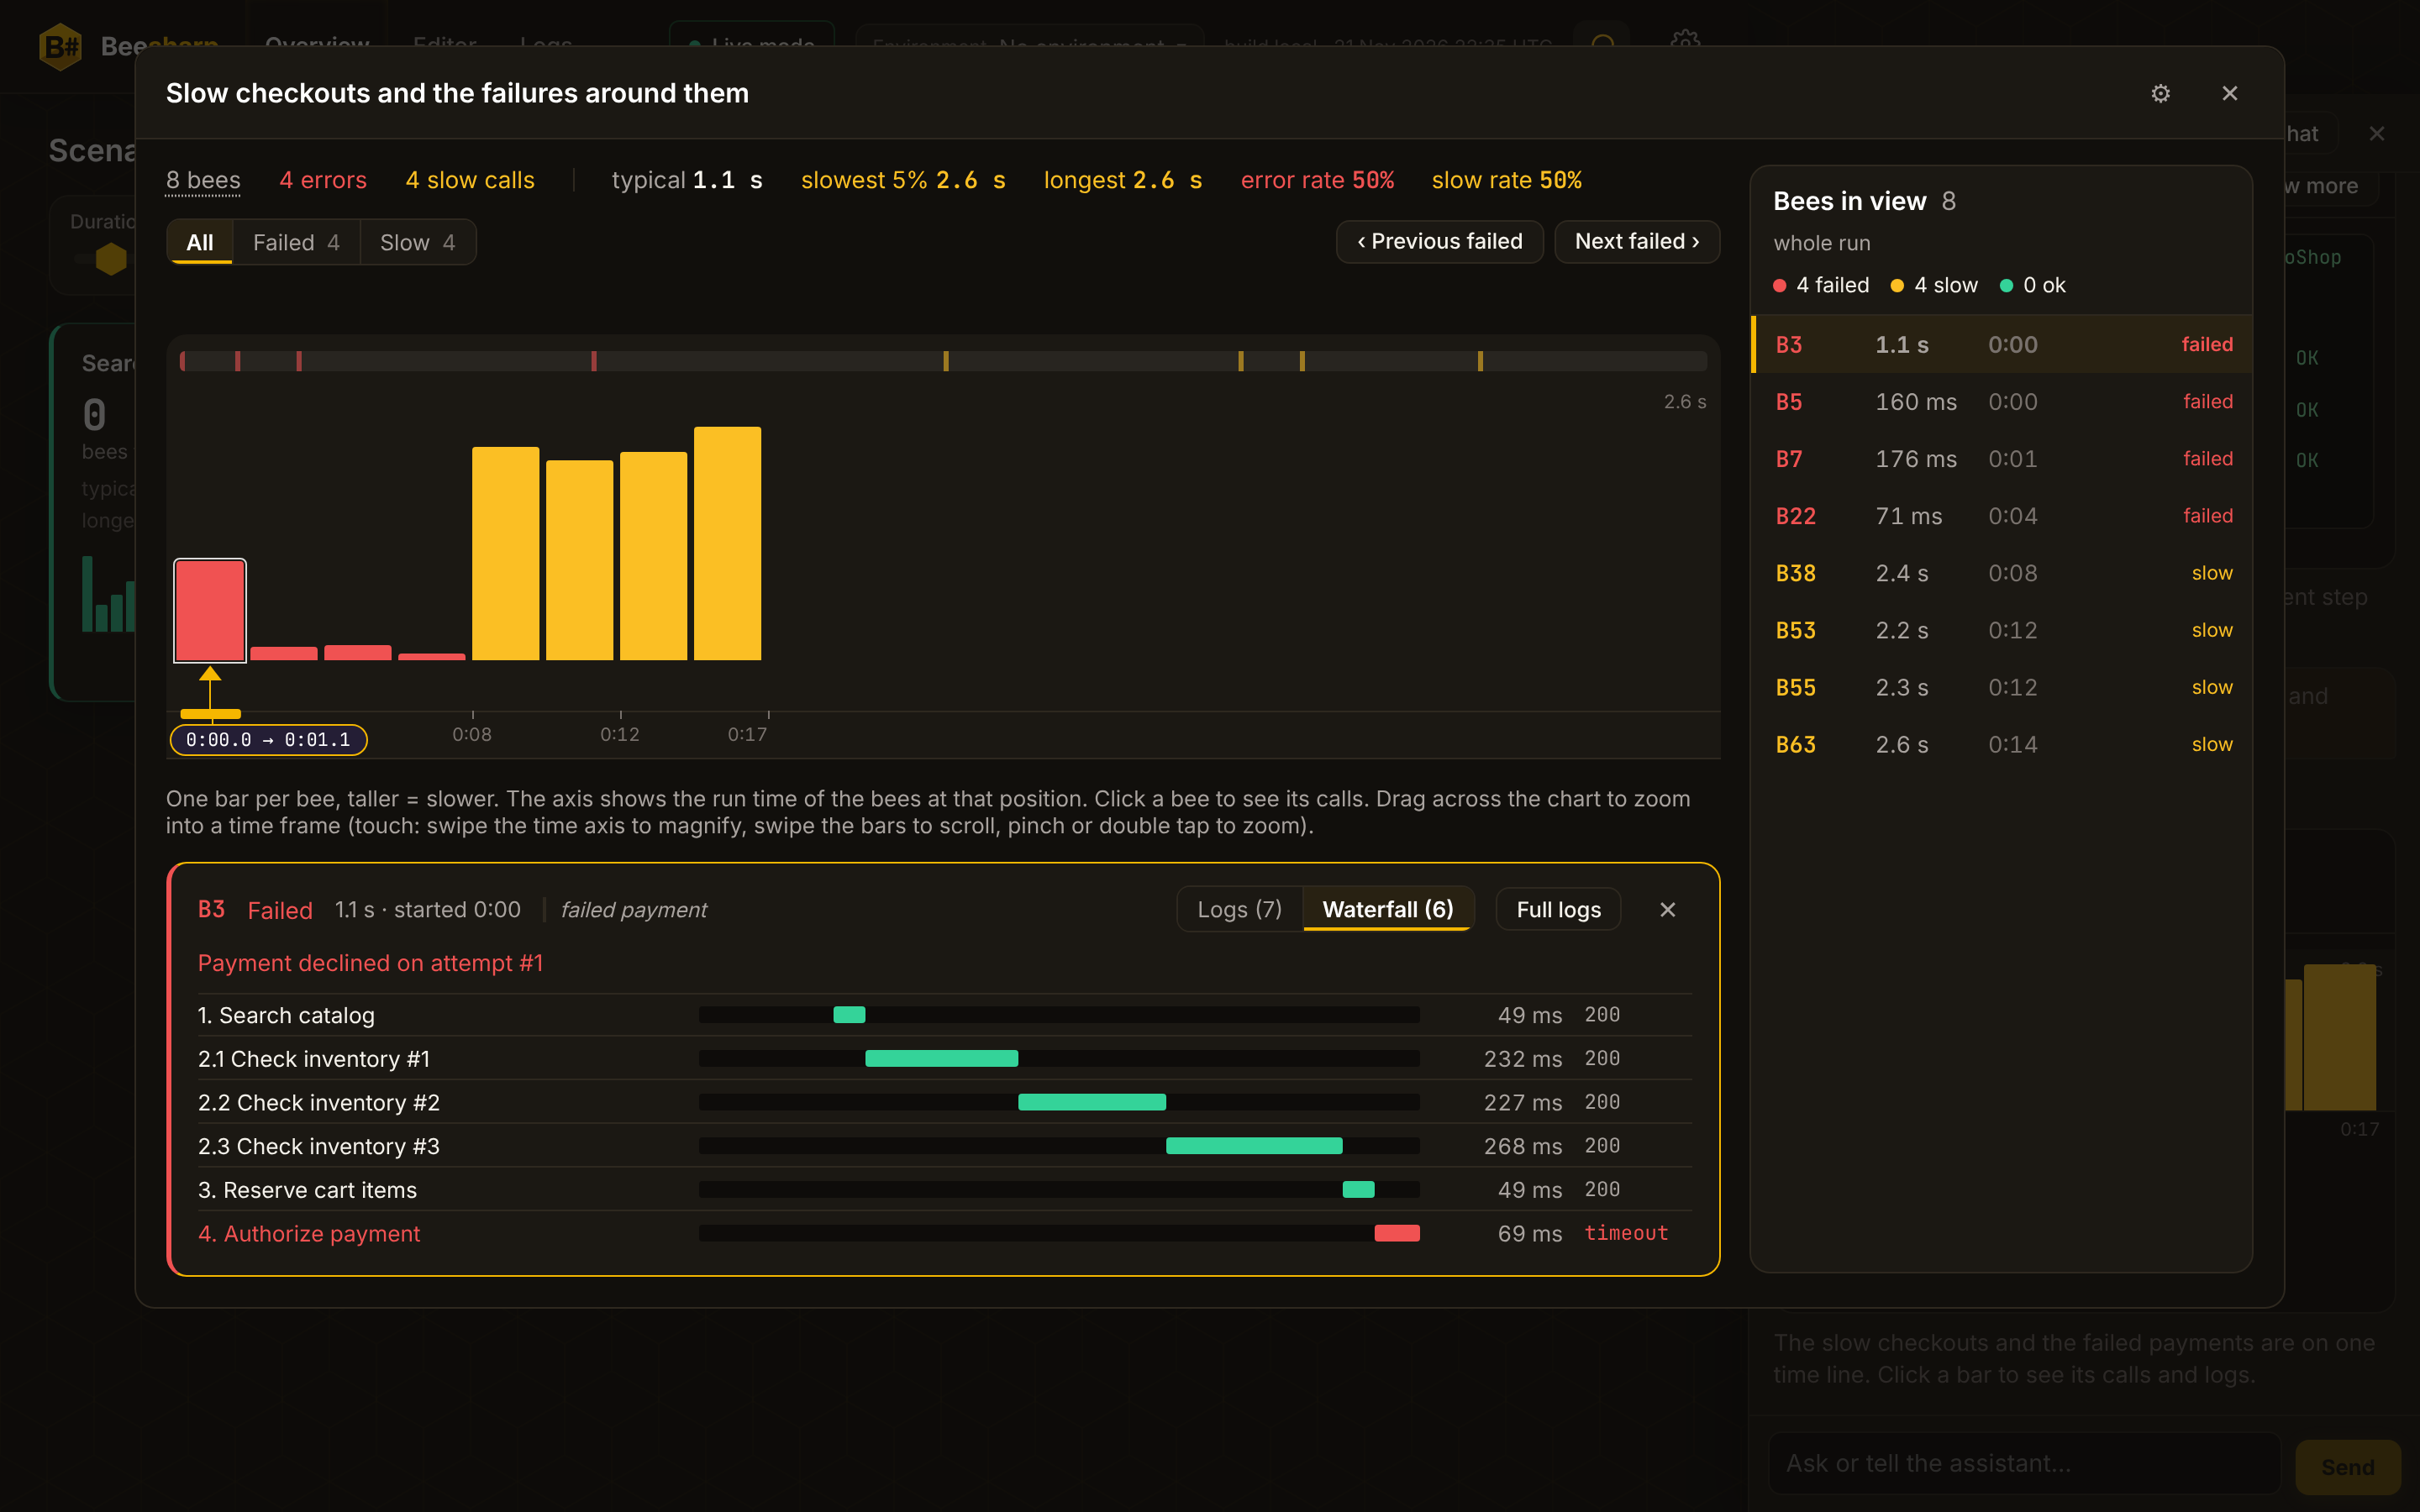 B#
Slow checkouts and the failures around them
8 bees 4 errors 4 slow calls typical 1.1 s slowest 5% 2.6 s longest 2.6 s error rate 50% slow rate 50%
All Failed 4 Slow 4
‹ Previous failed Next failed ›
2.6 s
0:00.0 → 0:01.1 0:08 0:12 0:17
One bar per bee, taller = slower. The axis shows the run time of the bees at that position. Click a bee to see its calls. Drag across the chart to zoom
into a time frame (touch: swipe the time axis to magnify, swipe the bars to scroll, pinch or double tap to zoom).
B3 Failed 1.1 s · started 0:00 failed payment
Logs (7) Waterfall (6) Full logs
Payment declined on attempt #1
1. Search catalog 49 ms 200
2.1 Check inventory #1 232 ms 200
2.2 Check inventory #2 227 ms 200
2.3 Check inventory #3 268 ms 200
3. Reserve cart items 49 ms 200
4. Authorize payment 69 ms timeout
Bees in view 8
whole run
4 failed 4 slow 0 ok
B3 1.1 s 0:00 failed
B5 160 ms 0:00 failed
B7 176 ms 0:01 failed
B22 71 ms 0:04 failed
B38 2.4 s 0:08 slow
B53 2.2 s 0:12 slow
B55 2.3 s 0:12 slow
B63 2.6 s 0:14 slow
0
bees
OK
OK
OK
0:17
The slow checkouts and the failed payments are on one
time line. Click a bar to see its calls and logs.
Ask or tell the assistant...
Send